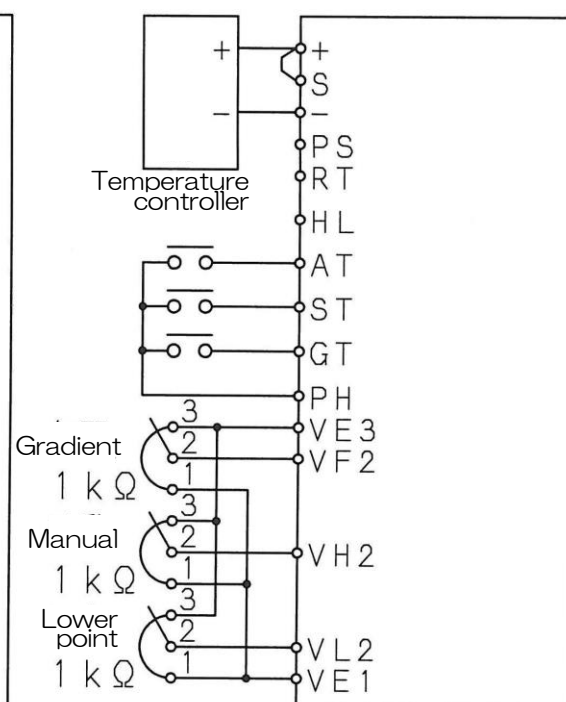 + +
S
- -
PS
Temperature RT
controller
HL
AT
ST
GT
PH
3 VE3
Gradient 2 VF2
1 kΩ 1
3
Manual 2 VH2
1 kΩ 1
3
Lower
point 2 VL2
1 kΩ 1 VE1